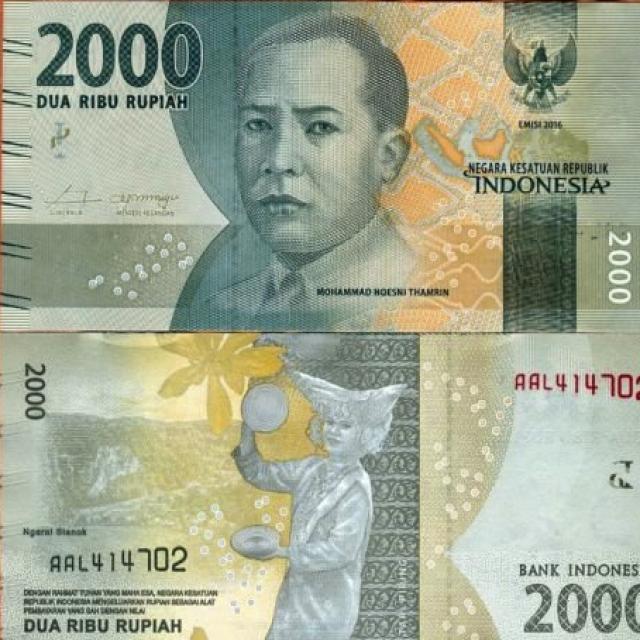 2000
DUA RIBU RUPIAH
EMISI 2016
NEGARA KESATUAN REPUBLIK
INDONESIA
MOHAMMAD HOESNI THAMRIN
2000
2000
AAL414702
Ngarai Sianok
AAL414702
DENGAN RAHMAT TUHAN YANG MAHA ESA, NEGARA KESATUAN
REPUBLIK INDONESIA MENGELUARKAN RUPIAH SEBAGAI ALAT
PEMBAYARAN YANG SAH DENGAN NILAI
DUA RIBU RUPIAH
BANK INDONES
2000